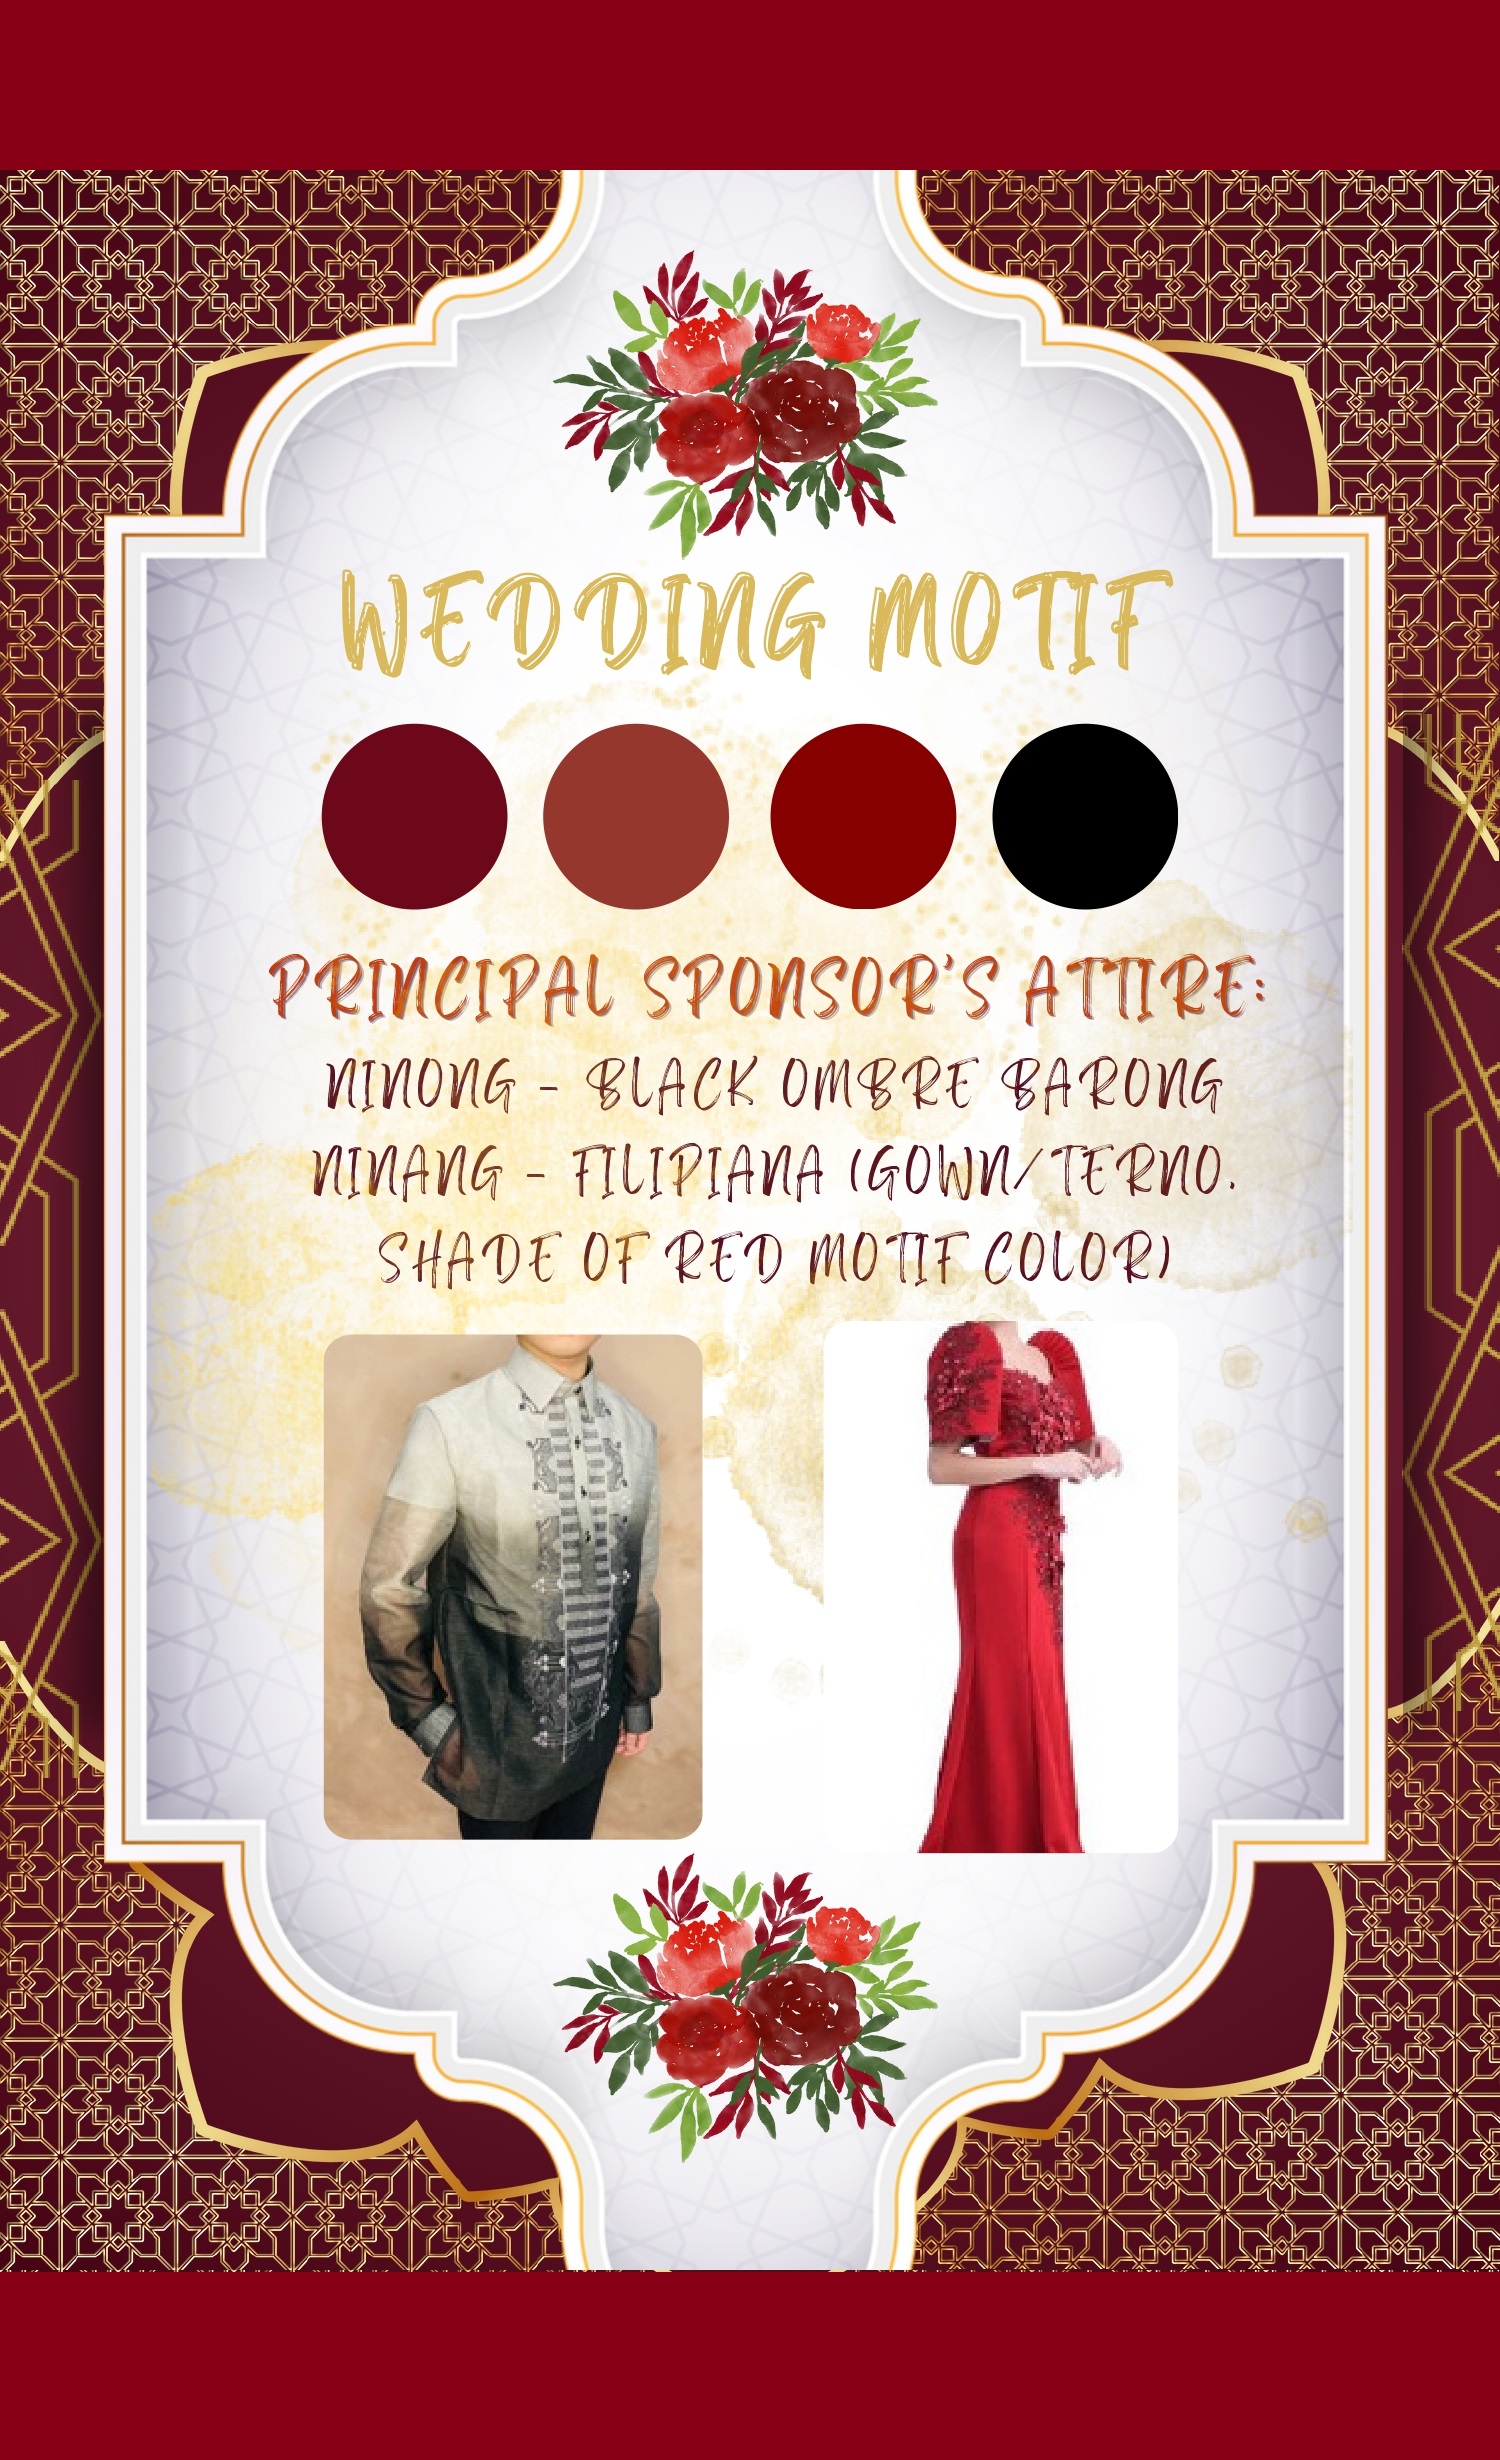 WEDDING MOTIF
PRINCIPAL SPONSOR'S ATTIRE:
NINONG - BLACK OMBRE BARONG
NINANG - FILIPIANA (GOWN/TERNO.
SHADE OF RED MOTIF COLOR)